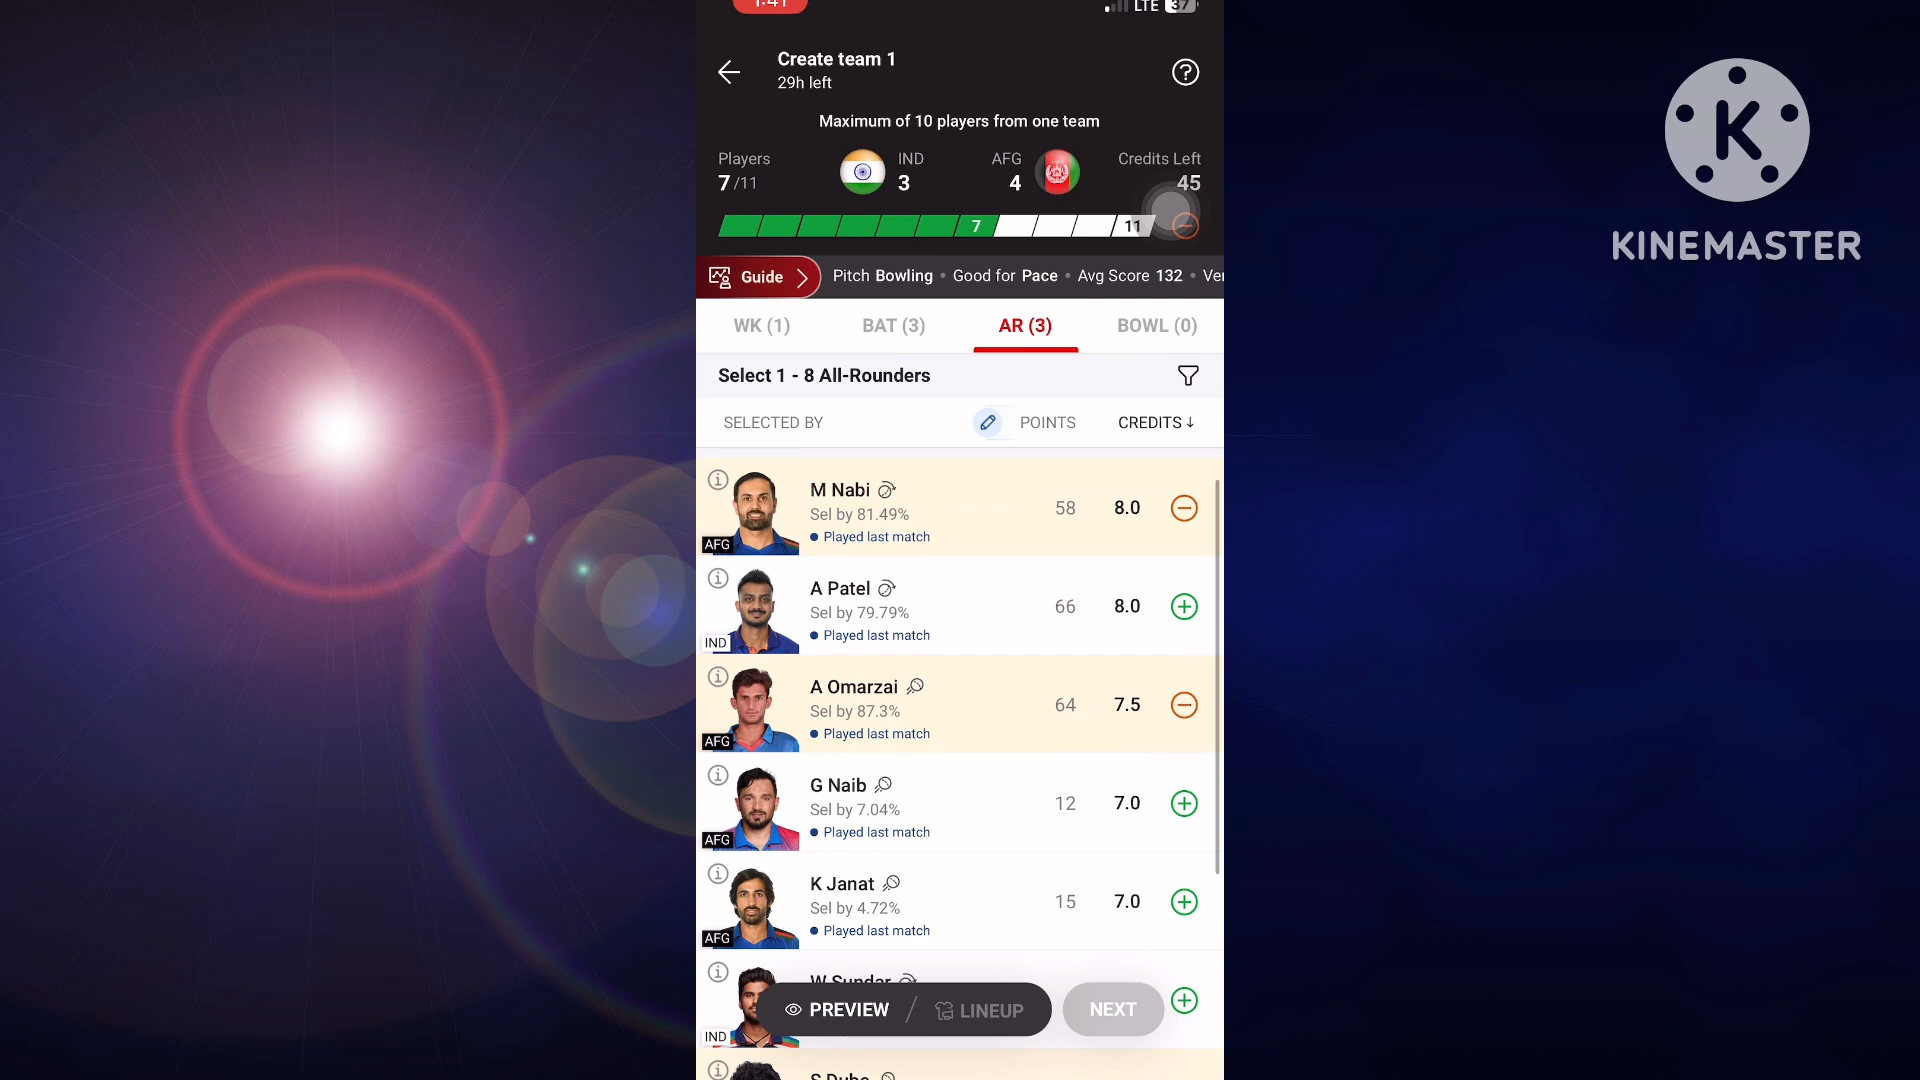 1:41
LTE 37
Create team 1
29h left
Maximum of 10 players from one team
Players IND AFG Credits Left
7/11 3 4 45
7 11
Guide Pitch Bowling • Good for Pace • Avg Score 132 •
WK (1) BAT (3) AR (3) BOWL (0)
Select 1 - 8 All-Rounders
SELECTED BY POINTS CREDITS ↓
M Nabi
Sel by 81.49% 58 8.0
Played last match
AFG
A Patel
Sel by 79.79% 66 8.0
Played last match
IND
A Omarzai
Sel by 87.3% 64 7.5
Played last match
AFG
G Naib
Sel by 7.04% 12 7.0
Played last match
AFG
K Janat
Sel by 4.72% 15 7.0
Played last match
AFG
W Sundar
PREVIEW / LINEUP NEXT
IND
S Dube
K
KINEMASTER